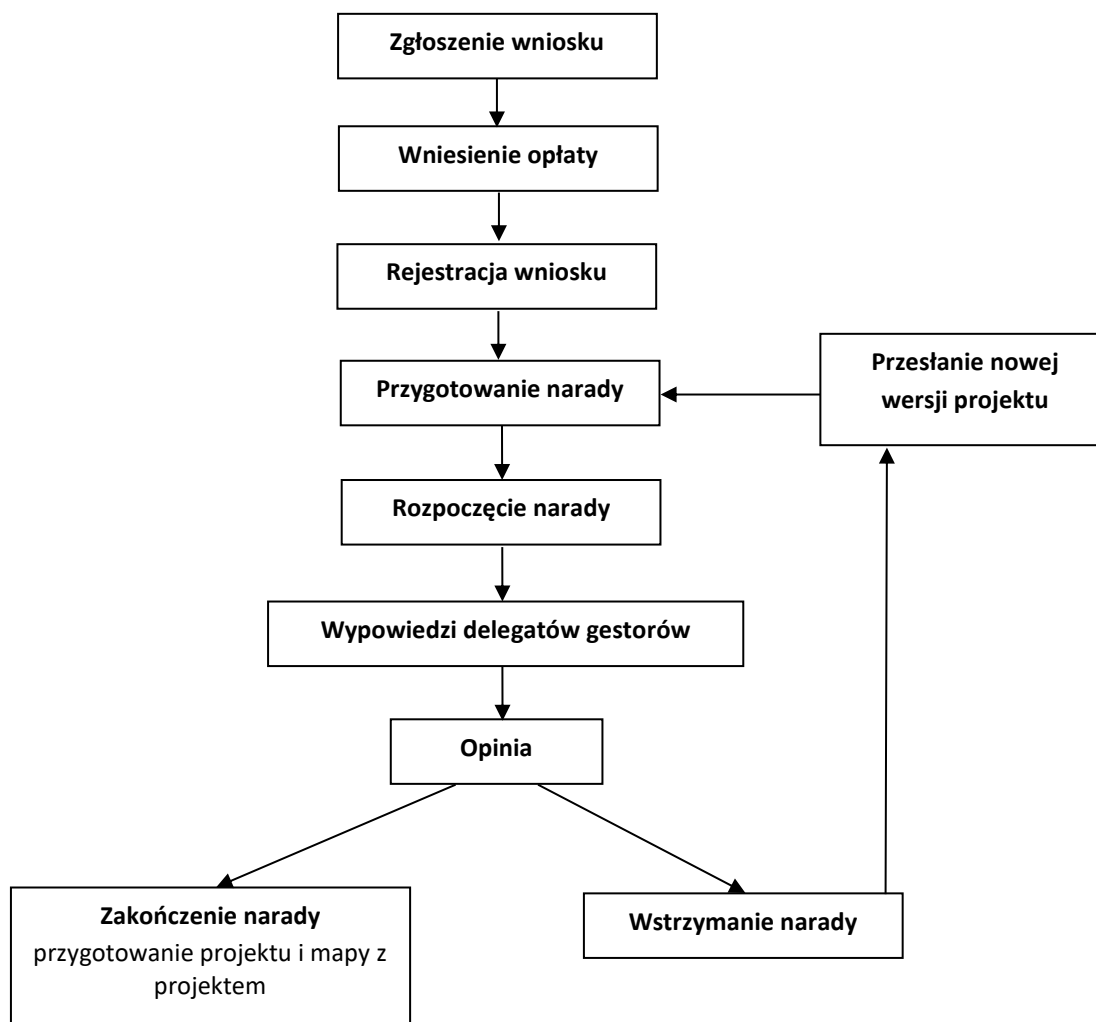 Zgłoszenie wniosku
Wniesienie opłaty
Rejestracja wniosku
Przygotowanie narady
Przesłanie nowej
wersji projektu
Rozpoczęcie narady
Wypowiedzi delegatów gestorów
Opinia
Zakończenie narady
przygotowanie projektu i mapy z
projektem
Wstrzymanie narady